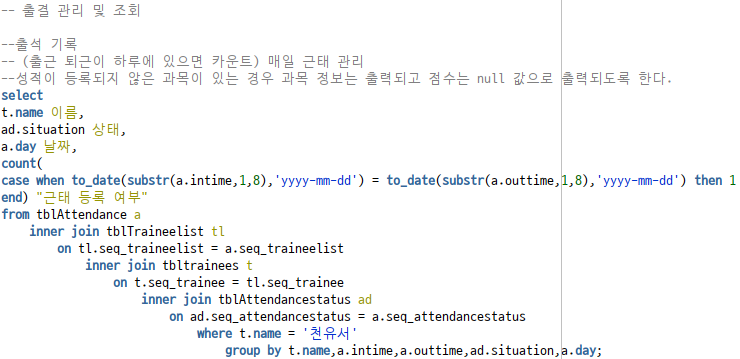 -- 출결 관리 및 조회
--출석 기록
-- (출근 퇴근이 하루에 있으면 카운트) 매일 근태 관리
--성적이 등록되지 않은 과목이 있는 경우 과목 정보는 출력되고 점수는 null 값으로 출력되도록 한다.
select
t.name 이름,
ad.situation 상태,
a.day 날짜,
count(
case when to_date(substr(a.intime,1,8),'yyyy-mm-dd') = to_date(substr(a.outtime,1,8),'yyyy-mm-dd') then 1
end) "근태 등록 여부"
from tblAttendance a
inner join tblTraineelist tl
on tl.seq_traineelist = a.seq_traineelist
inner join tbltrainees t
on t.seq_trainee = tl.seq_trainee
inner join tblAttendancestatus ad
on ad.seq_attendancestatus = a.seq_attendancestatus
where t.name = '천유서'
group by t.name,a.intime,a.outtime,ad.situation,a.day;